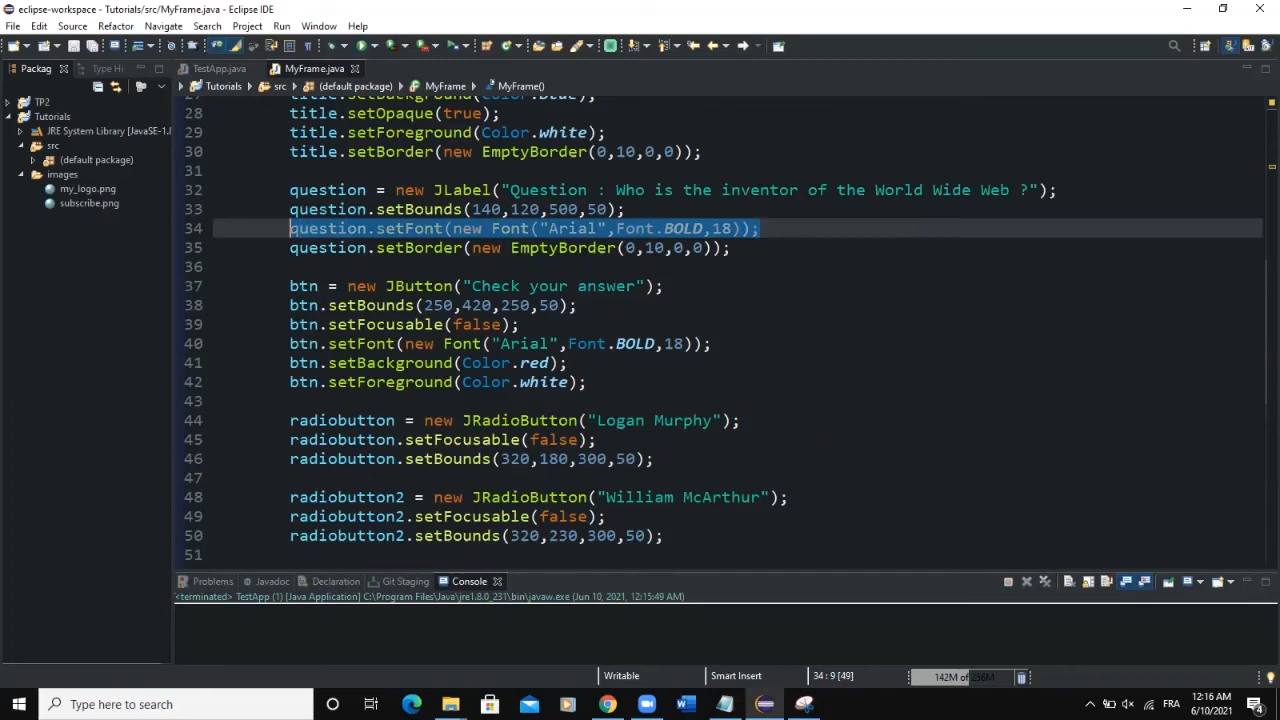 eclipse-workspace - Tutorials/src/MyFrame.java - Eclipse IDE
File Edit Source Refactor Navigate Search Project Run Window Help
Packag Type Hi TestApp.java MyFrame.java
Tutorials src (default package) MyFrame MyFrame()
TP2
Tutorials
JRE System Library [JavaSE-1.
src
(default package)
images
my_logo.png
subscribe.png
27 title.setBackground(Color.blue);
28 title.setOpaque(true);
29 title.setForeground(Color.white);
30 title.setBorder(new EmptyBorder(0,10,0,0));
31
32 question = new JLabel("Question : Who is the inventor of the World Wide Web ?");
33 question.setBounds(140,120,500,50);
34 question.setFont(new Font("Arial",Font.BOLD,18));
35 question.setBorder(new EmptyBorder(0,10,0,0));
36
37 btn = new JButton("Check your answer");
38 btn.setBounds(250,420,250,50);
39 btn.setFocusable(false);
40 btn.setFont(new Font("Arial",Font.BOLD,18));
41 btn.setBackground(Color.red);
42 btn.setForeground(Color.white);
43
44 radiobutton = new JRadioButton("Logan Murphy");
45 radiobutton.setFocusable(false);
46 radiobutton.setBounds(320,180,300,50);
47
48 radiobutton2 = new JRadioButton("William McArthur");
49 radiobutton2.setFocusable(false);
50 radiobutton2.setBounds(320,230,300,50);
51
Problems Javadoc Declaration Git Staging Console
<terminated> TestApp (1) [Java Application] C:\Program Files\Java\jre1.8.0_231\bin\javaw.exe (Jun 10, 2021, 12:15:49 AM)
Writable Smart Insert 34 : 9 [49] 142M of 256M
Type here to search
FRA
12:16 AM
6/10/2021
4